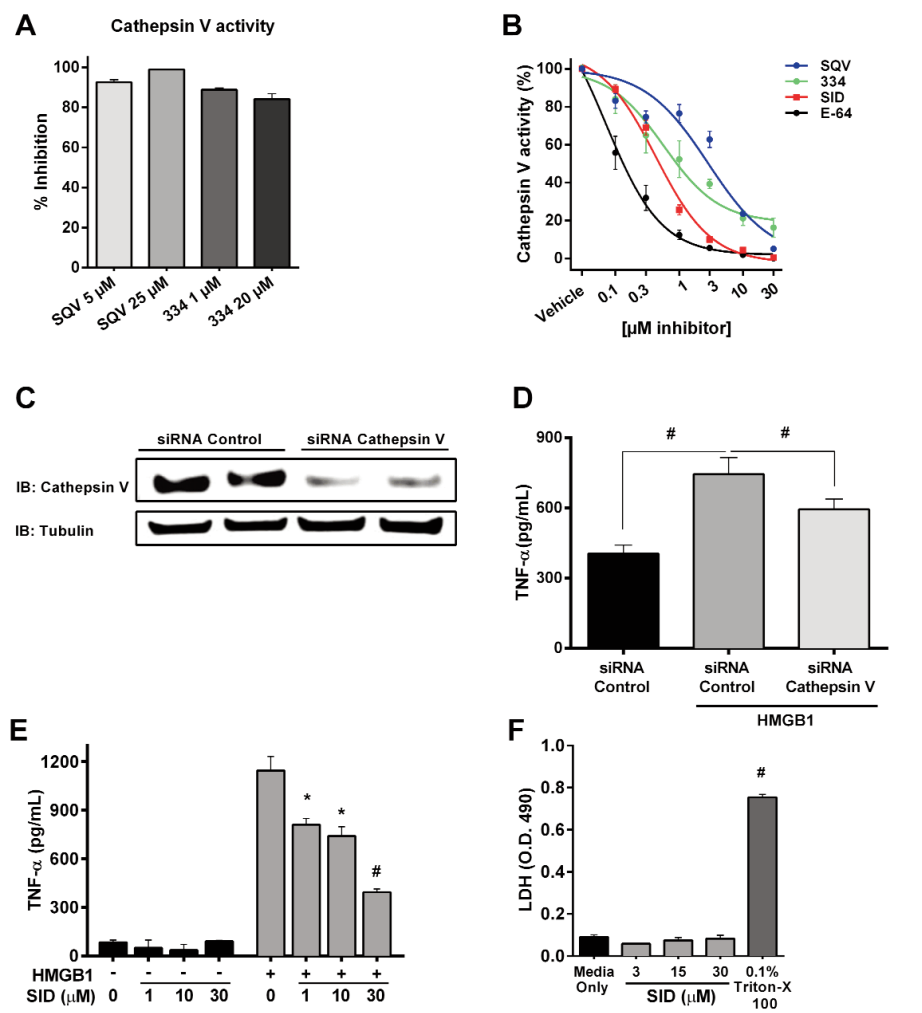 A
Cathepsin V activity
% Inhibition
100
80
60
40
20
0
SQV 5 µM
SQV 25 µM
334 1 µM
334 20 µM
B
Cathepsin V activity (%)
100
80
60
40
20
0
Vehicle
0.1
0.3
1
3
10
30
[µM inhibitor]
SQV
334
SID
E-64
C
siRNA Control siRNA Cathepsin V
IB: Cathepsin V
IB: Tubulin
D
TNF-α (pg/mL)
900
600
300
0
# #
siRNA Control
siRNA Control
siRNA Cathepsin V
HMGB1
E
TNF-α (pg/mL)
1200
900
600
300
0
* * #
HMGB1 - - - - + + + +
SID (µM) 0 1 10 30 0 1 10 30
F
LDH (O.D. 490)
1.0
0.8
0.6
0.4
0.2
0.0
#
Media Only
3 15 30
SID (µM)
0.1% Triton-X 100